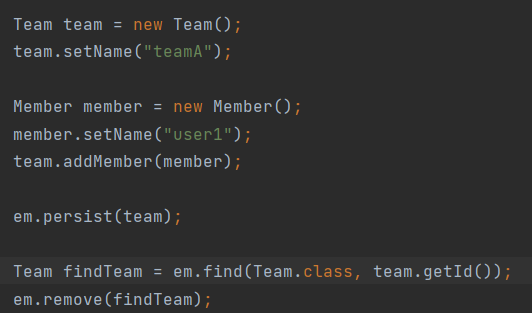 Team team = new Team();
team.setName("teamA");
Member member = new Member();
member.setName("user1");
team.addMember(member);
em.persist(team);
Team findTeam = em.find(Team.class, team.getId());
em.remove(findTeam);